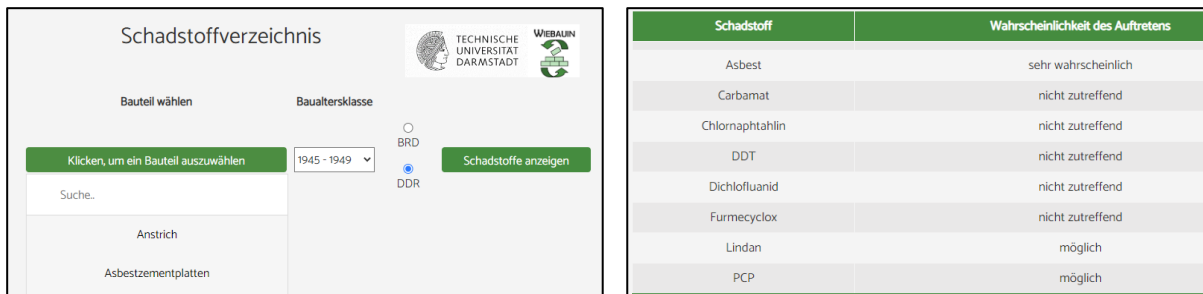 Schadstoffverzeichnis
TECHNISCHE
UNIVERSITÄT
DARMSTADT
WIEBAUIN
Bauteil wählen
Baualtersklasse
BRD
Klicken, um ein Bauteil auszuwählen
1945 - 1949
DDR
Schadstoffe anzeigen
Suche..
Anstrich
Asbestzementplatten
Schadstoff Wahrscheinlichkeit des Auftretens
Asbest sehr wahrscheinlich
Carbamat nicht zutreffend
Chlornaphtahlin nicht zutreffend
DDT nicht zutreffend
Dichlofluanid nicht zutreffend
Furmecyclox nicht zutreffend
Lindan möglich
PCP möglich